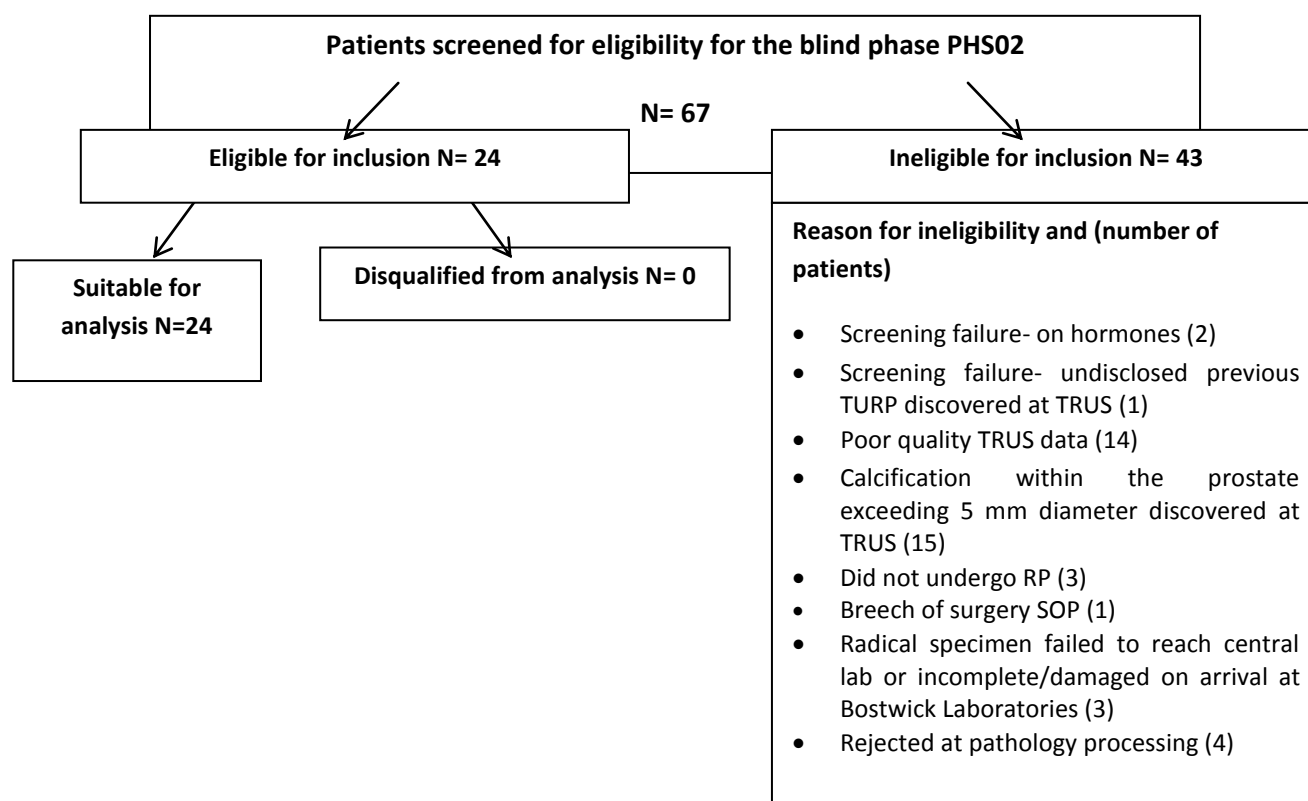 Patients screened for eligibility for the blind phase PHS02
N= 67
Eligible for inclusion N= 24
Ineligible for inclusion N= 43
Suitable for
analysis N=24
Disqualified from analysis N= 0
Reason for ineligibility and (number of
patients)
• Screening failure- on hormones (2)
• Screening failure- undisclosed previous
TURP discovered at TRUS (1)
• Poor quality TRUS data (14)
• Calcification within the prostate
exceeding 5 mm diameter discovered at
TRUS (15)
• Did not undergo RP (3)
• Breech of surgery SOP (1)
• Radical specimen failed to reach central
lab or incomplete/damaged on arrival at
Bostwick Laboratories (3)
• Rejected at pathology processing (4)